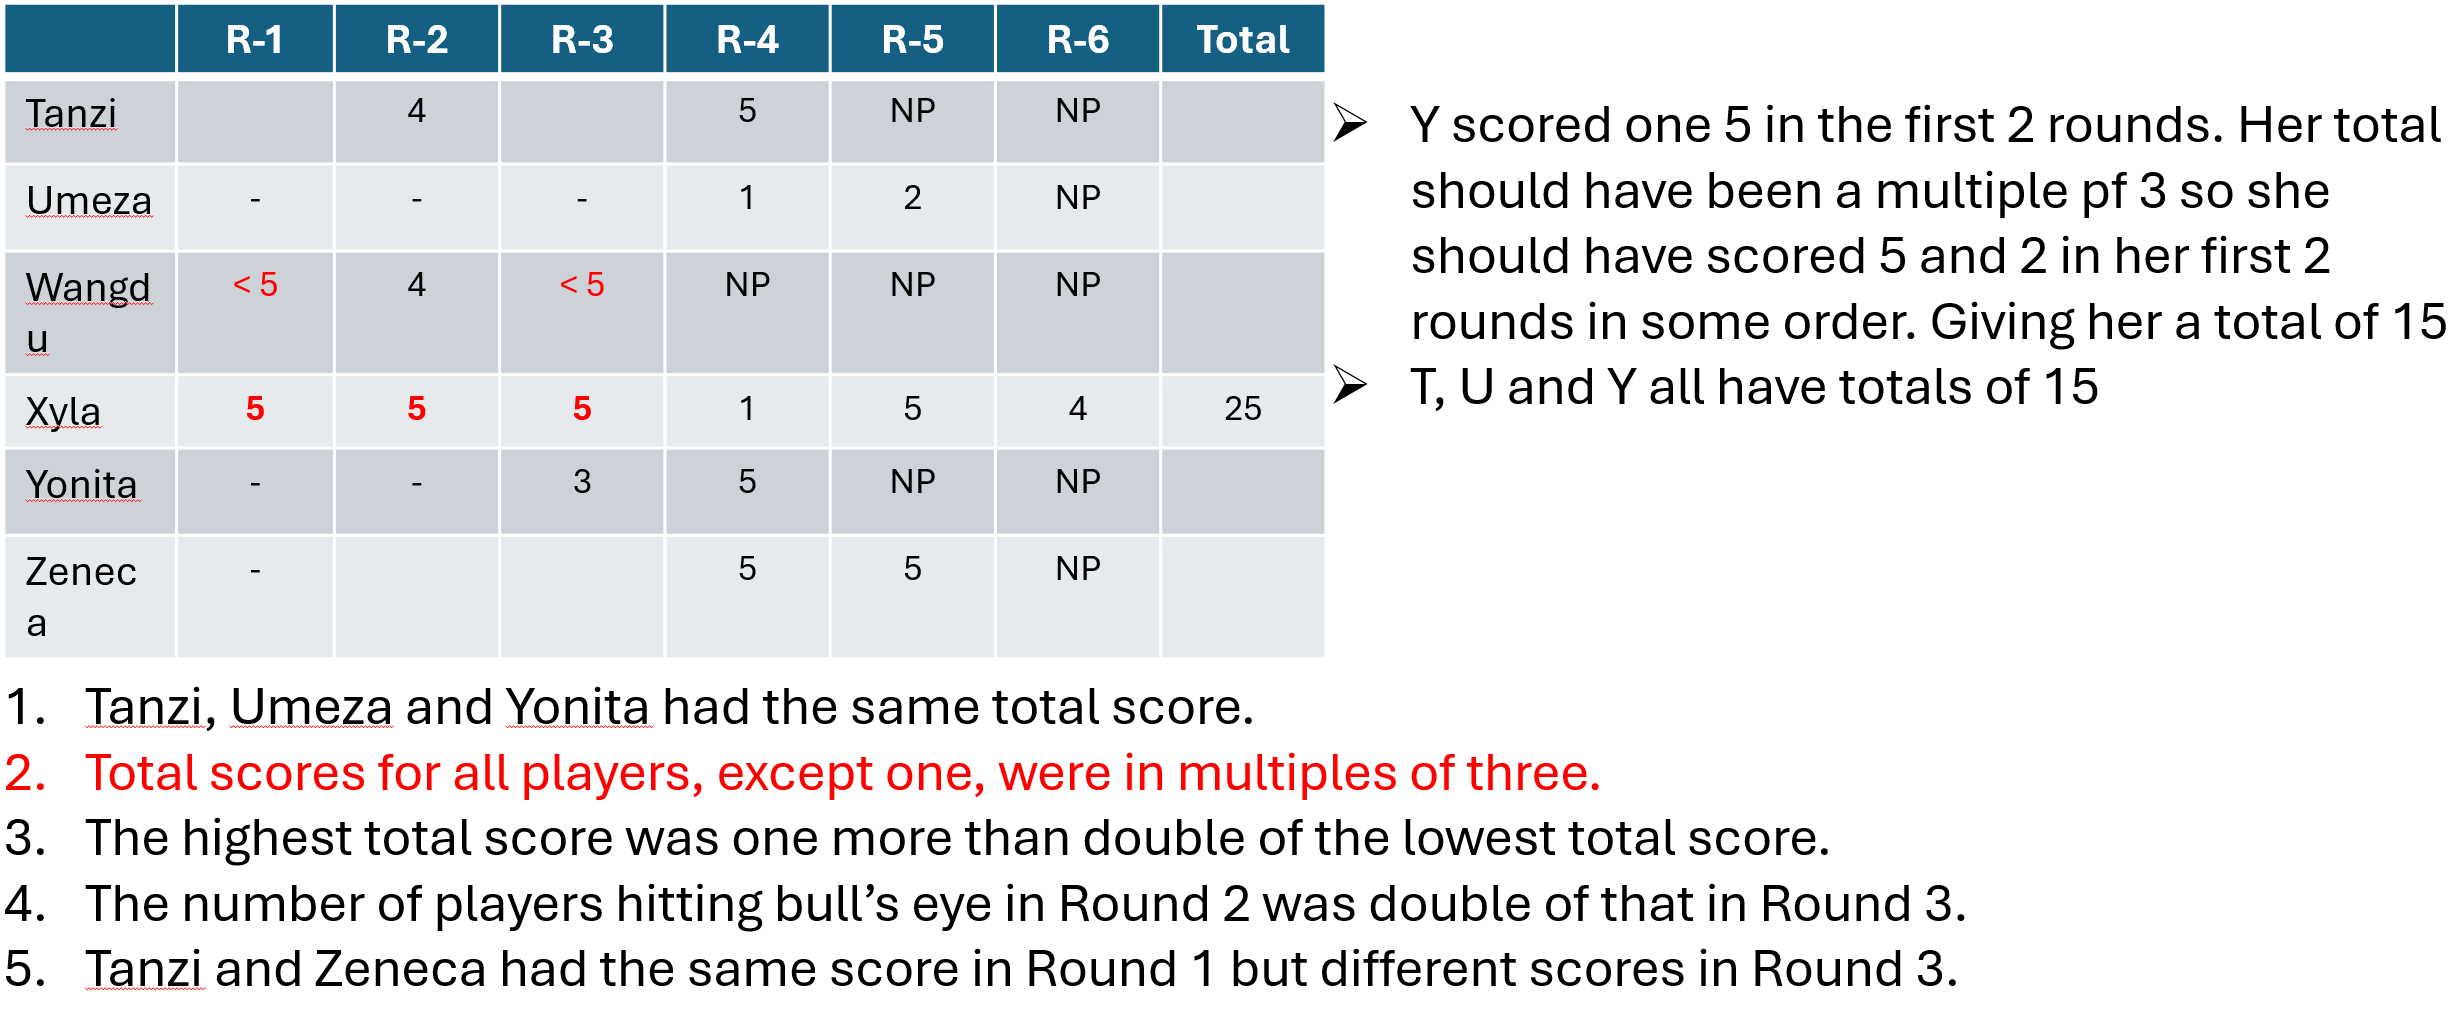 R-1 R-2 R-3 R-4 R-5 R-6 Total
Tanzi 4 5 NP NP
Umeza - - - 1 2 NP
Wangd
u < 5 4 < 5 NP NP NP
Xyla 5 5 5 1 5 4 25
Yonita - - 3 5 NP NP
Zenec
a - 5 5 NP
➢ Y scored one 5 in the first 2 rounds. Her total
should have been a multiple pf 3 so she
should have scored 5 and 2 in her first 2
rounds in some order. Giving her a total of 15
➢ T, U and Y all have totals of 15
1. Tanzi, Umeza and Yonita had the same total score.
2. Total scores for all players, except one, were in multiples of three.
3. The highest total score was one more than double of the lowest total score.
4. The number of players hitting bull’s eye in Round 2 was double of that in Round 3.
5. Tanzi and Zeneca had the same score in Round 1 but different scores in Round 3.